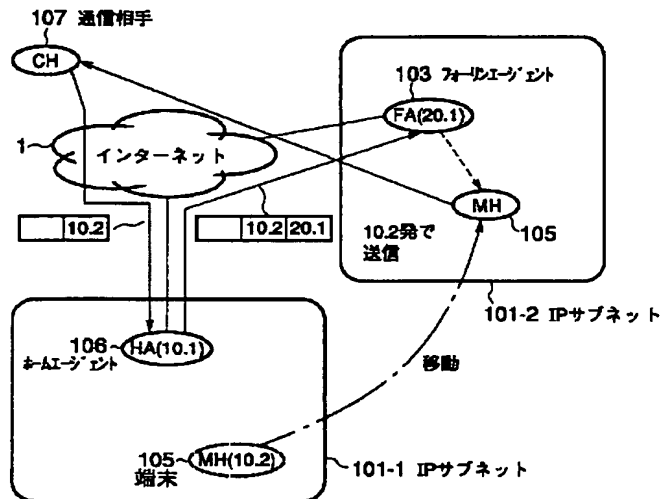 107 通信相手
CH
103 フォーリンエージェント
FA(20.1)
1
インターネット
MH
105
10.2
10.2 20.1
10.2発で
送信
101-2 IPサブネット
106
HA(10.1)
ホームエージェント
移動
105
端末
MH(10.2)
101-1 IPサブネット